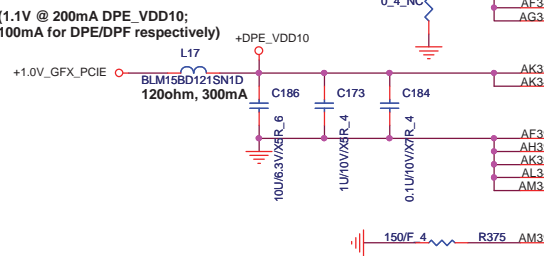 (1.1V @ 200mA DPE_VDD10;
100mA for DPE/DPF respectively)
0_4_NC
AG3
+DPE_VDD10
L17
+1.0V_GFX_PCIE
BLM15BD121SN1D
120ohm, 300mA
AK3
AK3
C186
C173
C184
10U/6.3V/X5R_6
1U/10V/X5R_4
0.1U/10V/X7R_4
AF3
AH3
AK3
AL3
AM3
150/F_4
R375
AM3